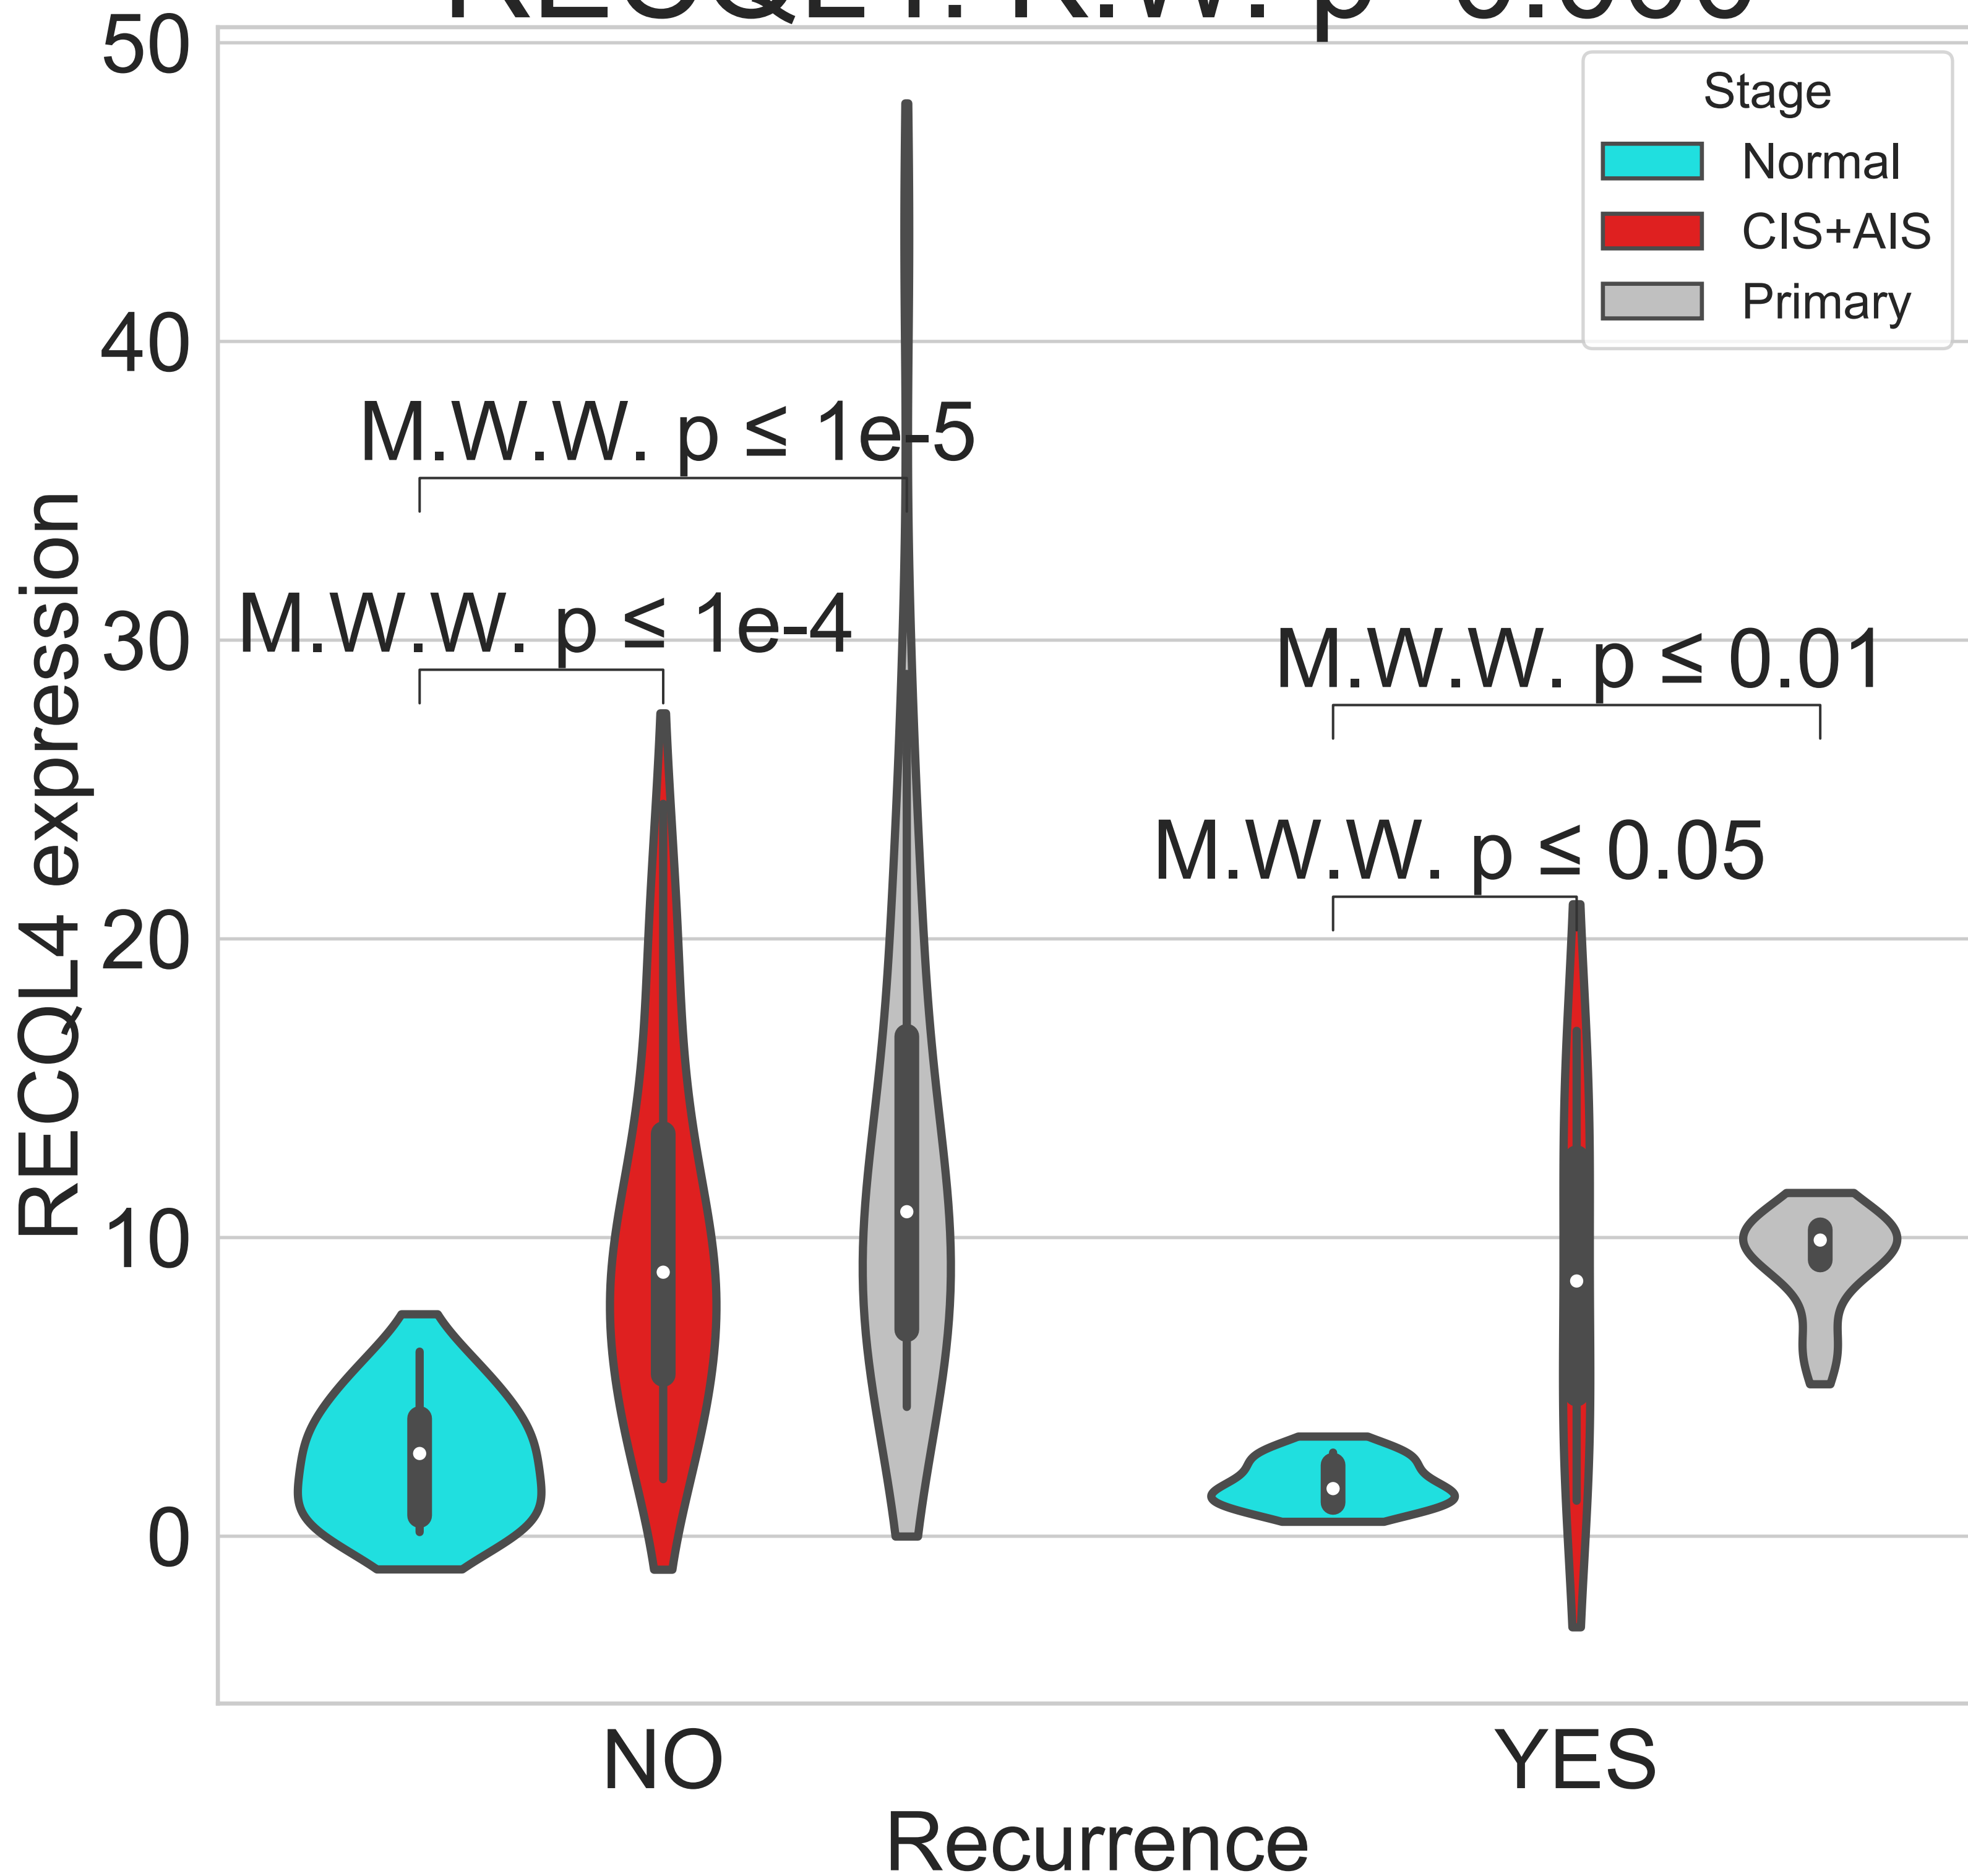 50
40
30
20
10
0
RECQL4 expression
Stage
Normal
CIS+AIS
Primary
M.W.W. p ≤ 1e-5
M.W.W. p ≤ 1e-4
M.W.W. p ≤ 0.01
M.W.W. p ≤ 0.05
NO
YES
Recurrence